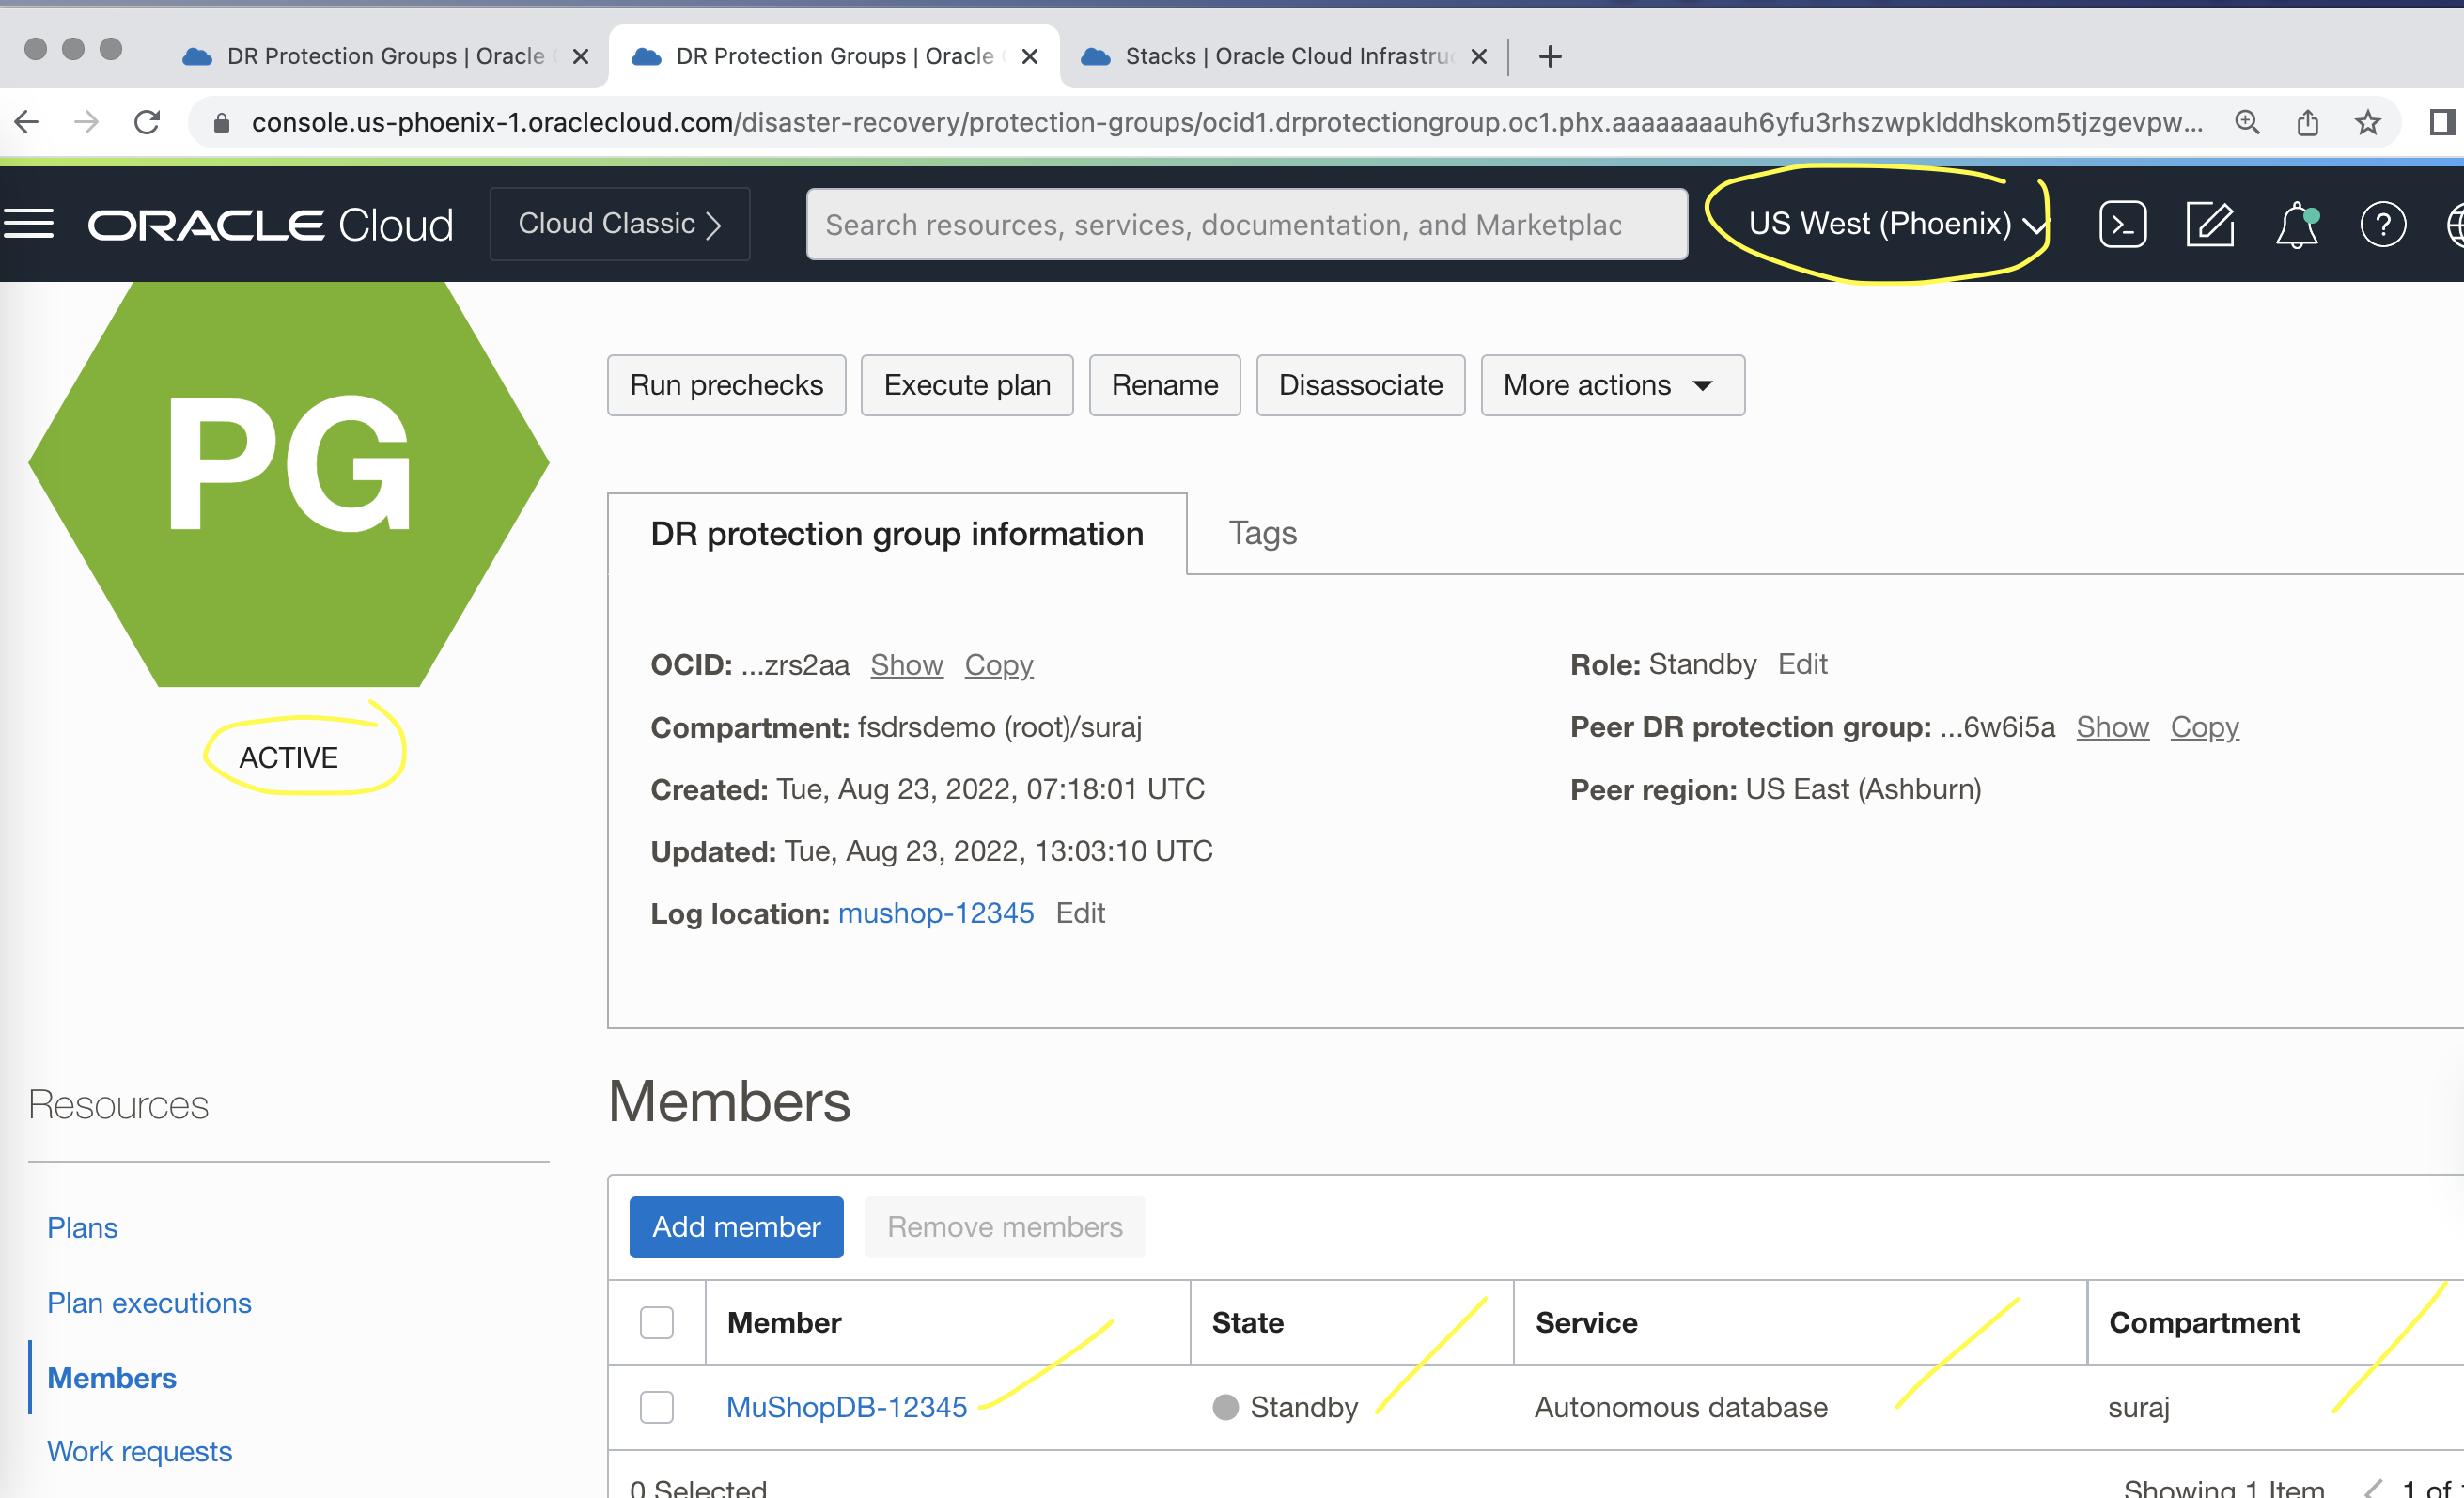 DR Protection Groups | Oracle
DR Protection Groups | Oracle
Stacks | Oracle Cloud Infrastruc
console.us-phoenix-1.oraclecloud.com/disaster-recovery/protection-groups/ocid1.drprotectiongroup.oc1.phx.aaaaaaaauh6yfu3rhszwpklddhskom5tjzgevpw...
ORACLE Cloud
Cloud Classic
Search resources, services, documentation, and Marketplac
US West (Phoenix)
PG
ACTIVE
Run prechecks
Execute plan
Rename
Disassociate
More actions
DR protection group information
Tags
OCID: ...zrs2aa Show Copy
Compartment: fsdrsdemo (root)/suraj
Created: Tue, Aug 23, 2022, 07:18:01 UTC
Updated: Tue, Aug 23, 2022, 13:03:10 UTC
Log location: mushop-12345 Edit
Role: Standby Edit
Peer DR protection group: ...6w6i5a Show Copy
Peer region: US East (Ashburn)
Resources
Plans
Plan executions
Members
Work requests
Members
Add member
Remove members
Member State Service Compartment
MuShopDB-12345 Standby Autonomous database suraj
0 Selected
Showing 1 Item
1 of